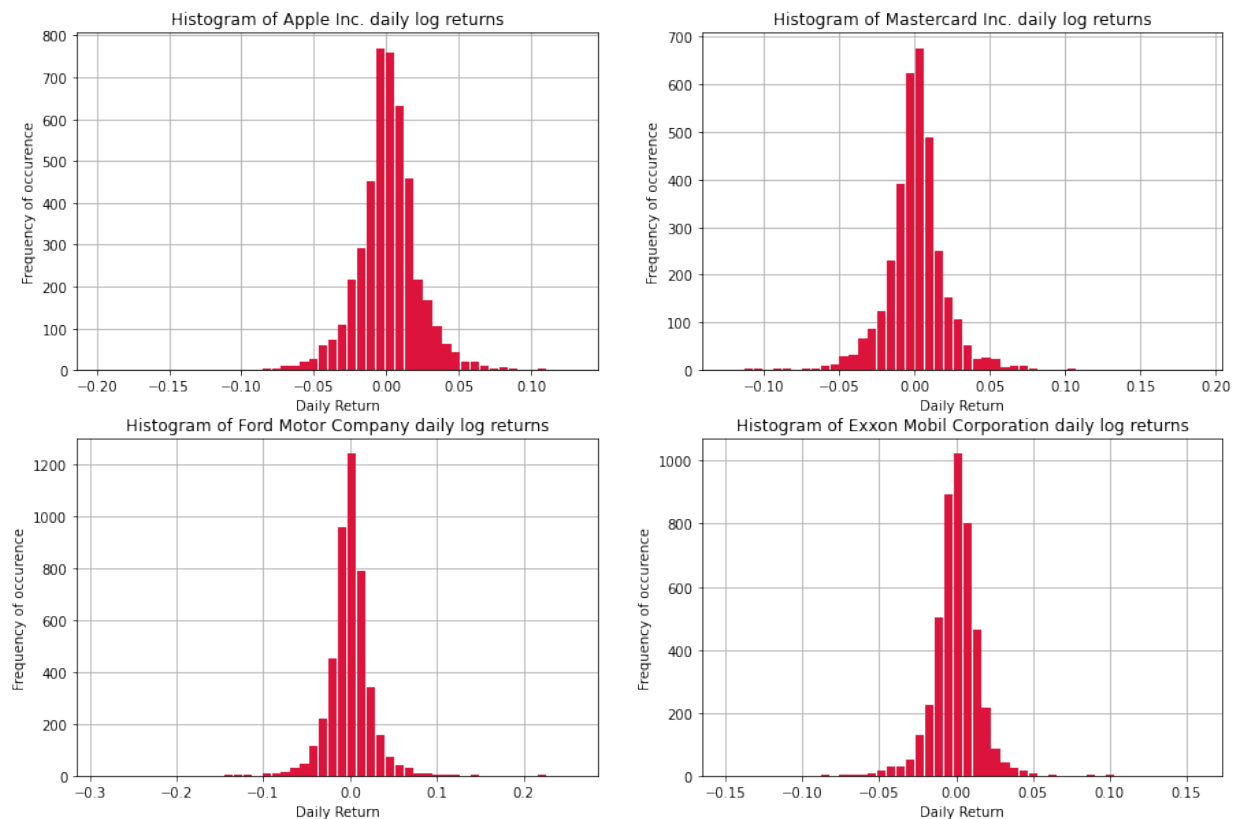 Histogram of Apple Inc. daily log returns
Frequency of occurence
800
700
600
500
400
300
200
100
0
−0.20 −0.15 −0.10 −0.05 0.00 0.05 0.10
Daily Return
Histogram of Mastercard Inc. daily log returns
Frequency of occurence
700
600
500
400
300
200
100
0
−0.10 −0.05 0.00 0.05 0.10 0.15 0.20
Daily Return
Histogram of Ford Motor Company daily log returns
Frequency of occurence
1200
1000
800
600
400
200
0
−0.3 −0.2 −0.1 0.0 0.1 0.2
Daily Return
Histogram of Exxon Mobil Corporation daily log returns
Frequency of occurence
1000
800
600
400
200
0
−0.15 −0.10 −0.05 0.00 0.05 0.10 0.15
Daily Return